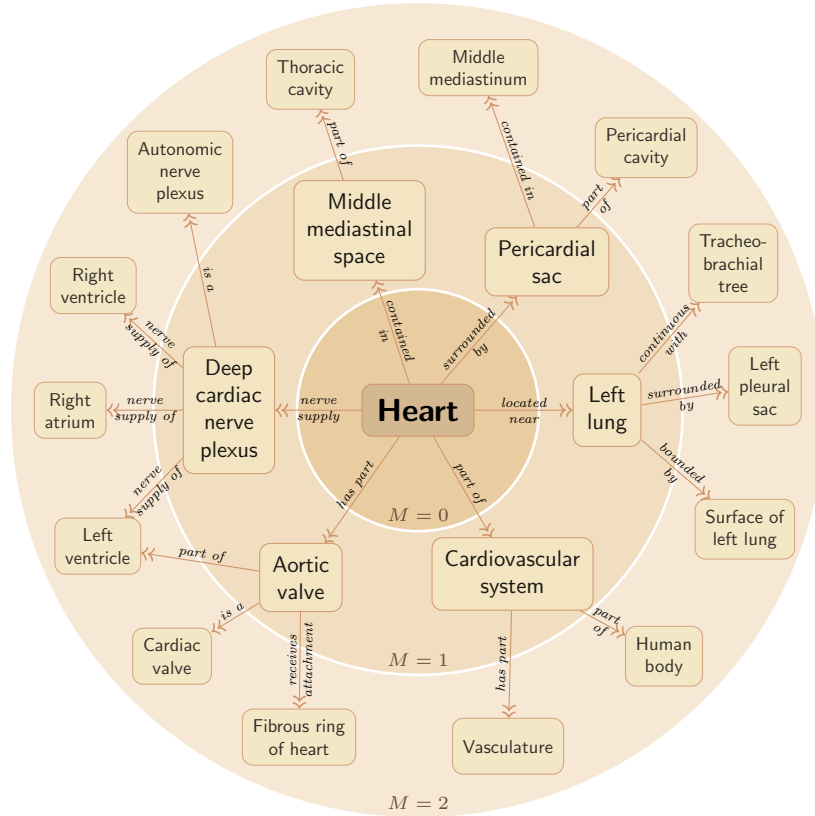 Middle
mediastinum
Thoracic
cavity
Pericardial
cavity
Autonomic
nerve
plexus
part of
contained in
part
of
Middle
mediastinal
space
Pericardial
sac
Tracheo-
brachial
tree
Right
ventricle
is a
nerve
supply of
contained
in
surrounded
by
continuous
with
Deep
cardiac
nerve
plexus
Left
pleural
sac
surrounded
by
Right
atrium
nerve
supply of
nerve
supply
Heart
located
near
Left
lung
bounded
by
nerve
supply of
has part
part of
M = 0
Surface of
left lung
Left
ventricle
part of
Aortic
valve
Cardiovascular
system
is a
receives
attachment
has part
part
of
Cardiac
valve
Human
body
M = 1
Fibrous ring
of heart
Vasculature
M = 2